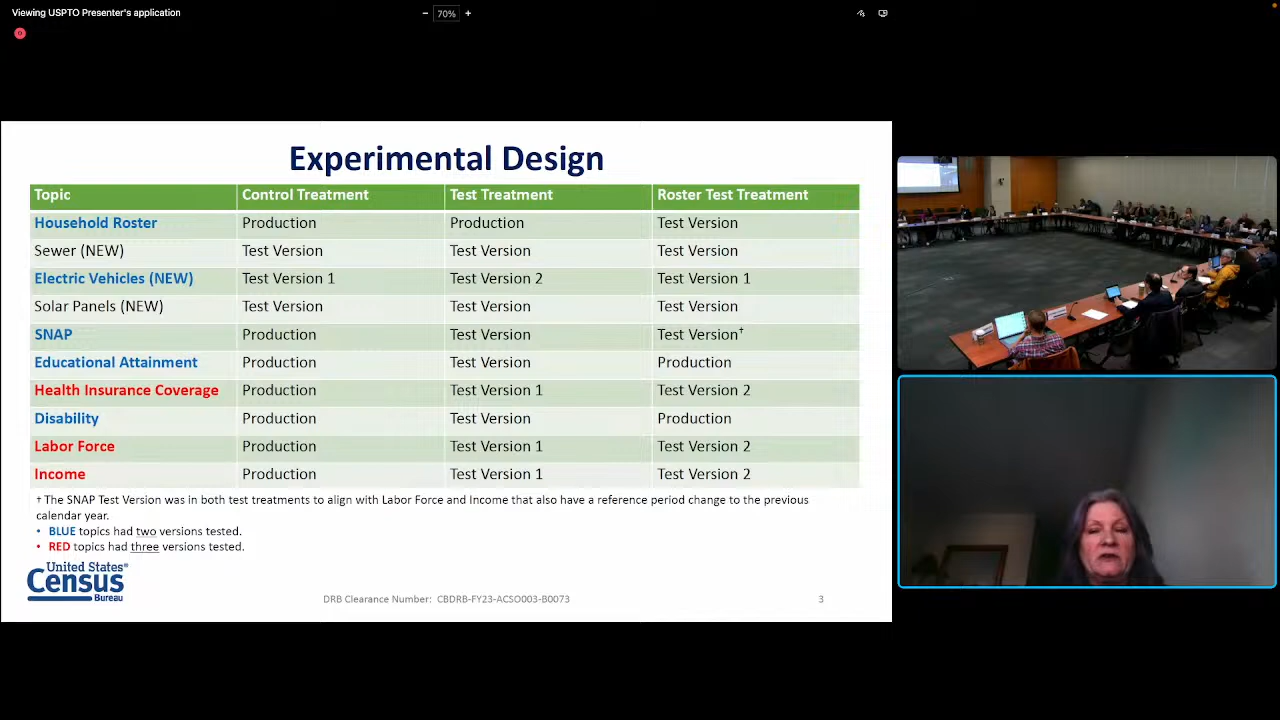 Viewing USPTO Presenter's application
− 70% +
Experimental Design
Topic Control Treatment Test Treatment Roster Test Treatment
Household Roster Production Production Test Version
Sewer (NEW) Test Version Test Version Test Version
Electric Vehicles (NEW) Test Version 1 Test Version 2 Test Version 1
Solar Panels (NEW) Test Version Test Version Test Version
SNAP Production Test Version Test Version†
Educational Attainment Production Test Version Production
Health Insurance Coverage Production Test Version 1 Test Version 2
Disability Production Test Version Production
Labor Force Production Test Version 1 Test Version 2
Income Production Test Version 1 Test Version 2
† The SNAP Test Version was in both test treatments to align with Labor Force and Income that also have a reference period change to the previous
calendar year.
• BLUE topics had two versions tested.
• RED topics had three versions tested.
United States®
Census
Bureau
DRB Clearance Number: CBDRB-FY23-ACSO003-B0073
3